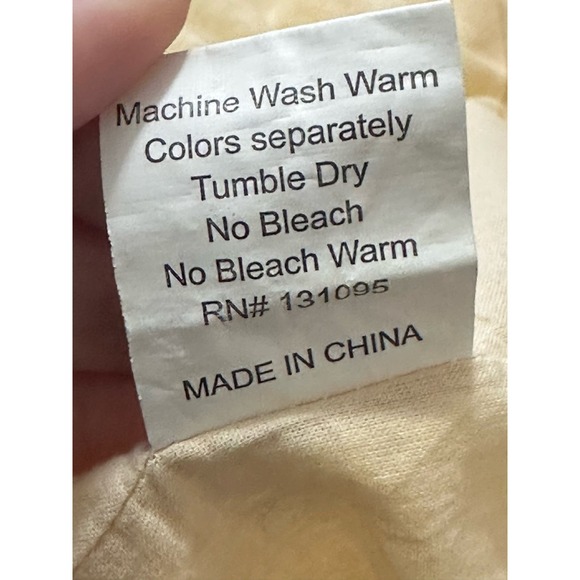 Machine Wash Warm
Colors separately
Tumble Dry
No Bleach
No Bleach Warm
RN# 131095
MADE IN CHINA